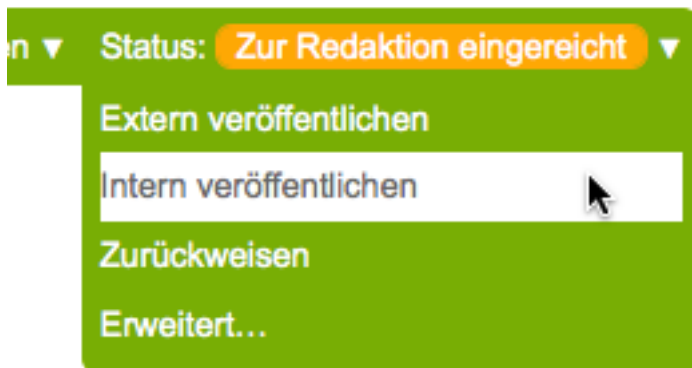 n ▼ Status: Zur Redaktion eingereicht ▼
Extern veröffentlichen
Intern veröffentlichen
Zurückweisen
Erweitert...